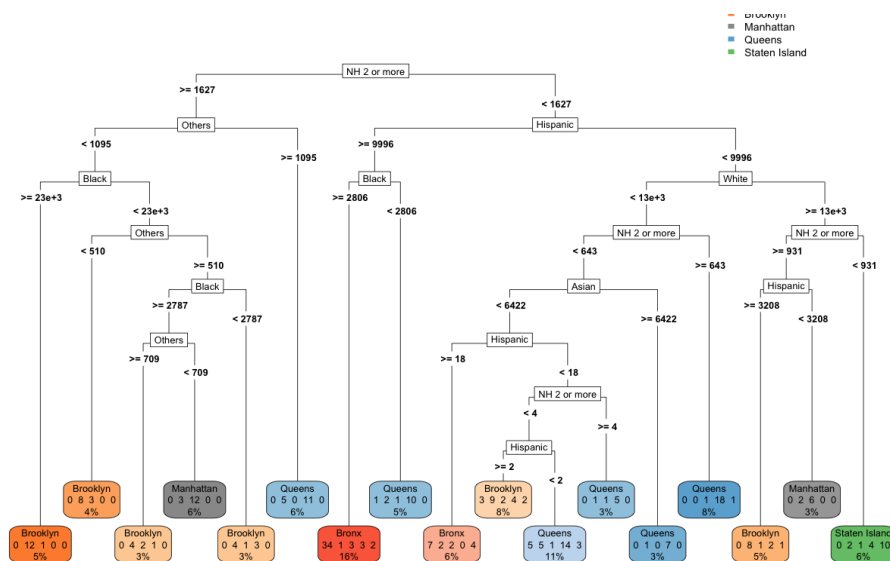 Brooklyn
Manhattan
Queens
Staten Island
NH 2 or more
>= 1627
< 1627
Others
Hispanic
< 1095
>= 1095
>= 9996
< 9996
Black
Black
White
>= 23e+3
< 23e+3
>= 2806
< 2806
< 13e+3
>= 13e+3
Others
NH 2 or more
NH 2 or more
< 510
>= 510
< 643
>= 643
>= 931
< 931
Black
Asian
Hispanic
>= 2787
< 2787
< 6422
>= 6422
>= 3208
< 3208
Others
Hispanic
>= 709
< 709
>= 18
< 18
NH 2 or more
< 4
>= 4
Hispanic
>= 2
< 2
Brooklyn
0 8 3 0 0
4%
Manhattan
0 3 12 0 0
6%
Queens
0 5 0 11 0
6%
Queens
1 2 1 10 0
5%
Brooklyn
3 9 2 4 2
8%
Queens
0 1 1 5 0
3%
Queens
0 0 1 18 1
8%
Manhattan
0 2 6 0 0
3%
Brooklyn
0 12 1 0 0
5%
Brooklyn
0 4 2 1 0
3%
Brooklyn
0 4 1 3 0
3%
Bronx
34 1 3 3 2
16%
Bronx
7 2 2 0 4
6%
Queens
5 5 1 14 3
11%
Queens
0 1 0 7 0
3%
Brooklyn
0 8 1 2 1
5%
Staten Island
0 2 1 4 10
6%